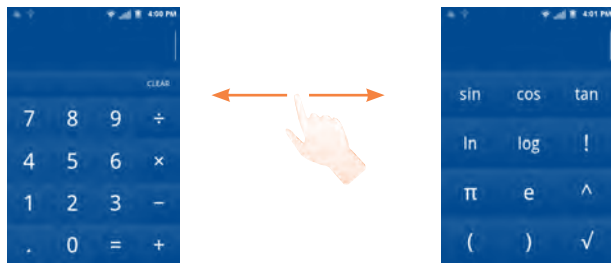 4:00 PM
CLEAR
7 8 9 ÷
4 5 6 ×
1 2 3 −
. 0 = +
4:01 PM
sin cos tan
ln log !
π e ^
( ) √